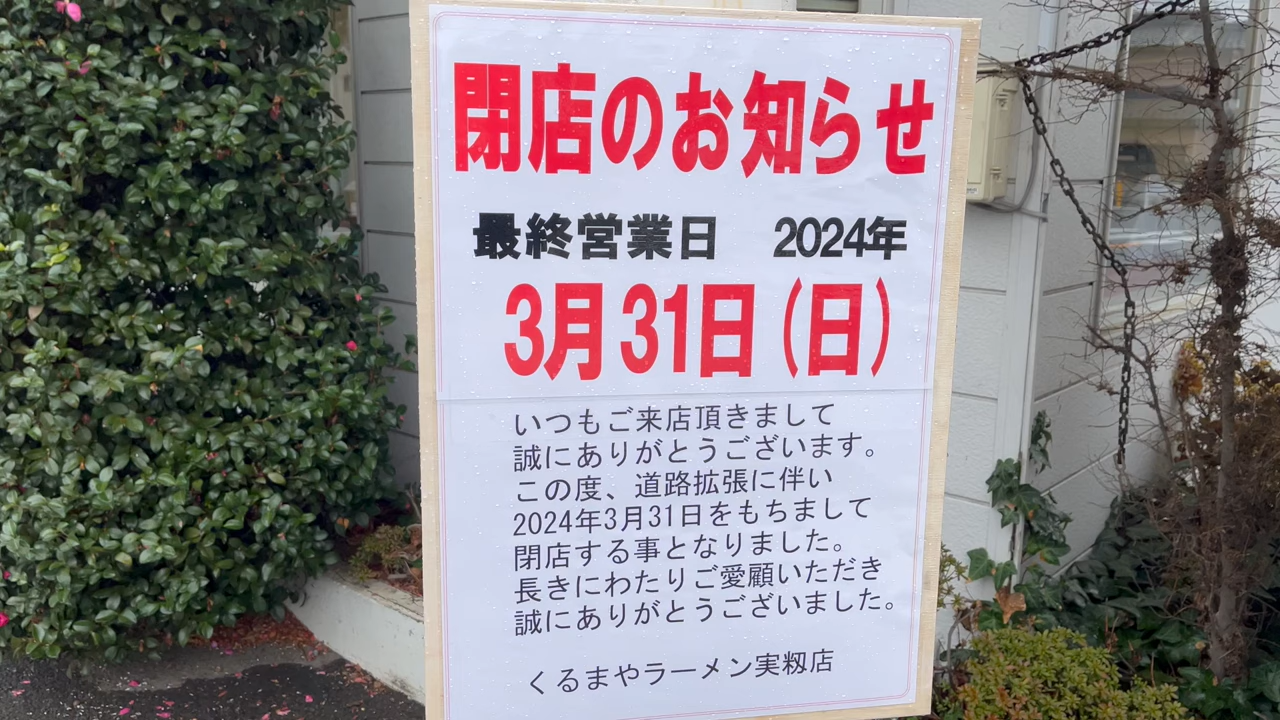 閉店のお知らせ
最終営業日　2024年
3月31日(日)
いつもご来店頂きまして
誠にありがとうございます。
この度、道路拡張に伴い
2024年3月31日をもちまして
閉店する事となりました。
長きにわたりご愛顧いただき
誠にありがとうございました。
くるまやラーメン実籾店